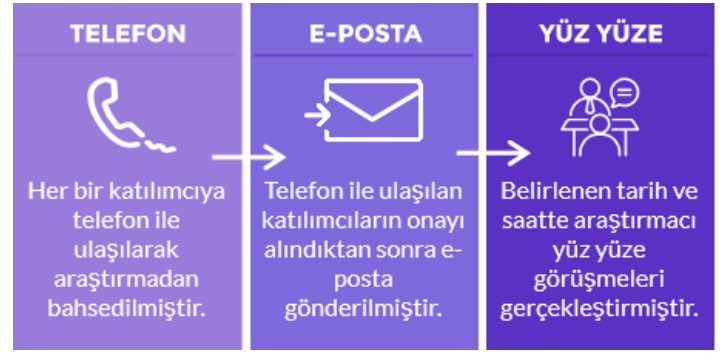 TELEFON
Her bir katılımcıya
telefon ile
ulaşılarak
araştırmadan
bahsedilmiştir.
E-POSTA
Telefon ile ulaşılan
katılımcıların onayı
alındıktan sonra e-
posta
gönderilmiştir.
YÜZ YÜZE
Belirlenen tarih ve
saatte araştırmacı
yüz yüze
görüşmeleri
gerçekleştirmiştir.